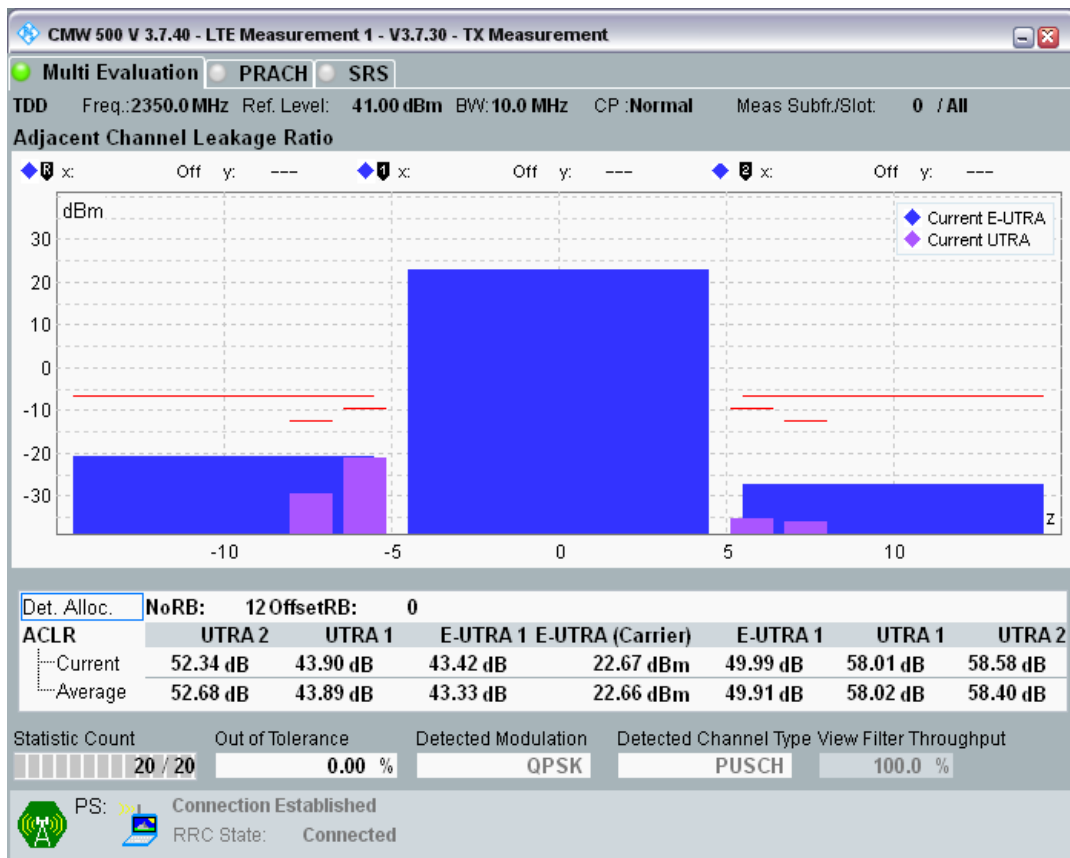 CMW 500 V 3.7.40 - LTE Measurement 1 - V3.7.30 - TX Measurement
Multi Evaluation PRACH SRS
TDD Freq.:2350.0 MHz Ref. Level: 41.00 dBm BW:10.0 MHz CP :Normal Meas Subfr./Slot: 0 / All
Adjacent Channel Leakage Ratio
R x: Off y: --- 1 x: Off y: --- 2 x: Off y: ---
dBm
Current E-UTRA
Current UTRA
30
20
10
0
-10
-20
-30
z
-10 -5 0 5 10
Det. Alloc. NoRB: 12 OffsetRB: 0
ACLR UTRA 2 UTRA 1 E-UTRA 1 E-UTRA (Carrier) E-UTRA 1 UTRA 1 UTRA 2
Current 52.34 dB 43.90 dB 43.42 dB 22.67 dBm 49.99 dB 58.01 dB 58.58 dB
Average 52.68 dB 43.89 dB 43.33 dB 22.66 dBm 49.91 dB 58.02 dB 58.40 dB
Statistic Count Out of Tolerance Detected Modulation Detected Channel Type View Filter Throughput
20 / 20 0.00 % QPSK PUSCH 100.0 %
PS: Connection Established
RRC State: Connected